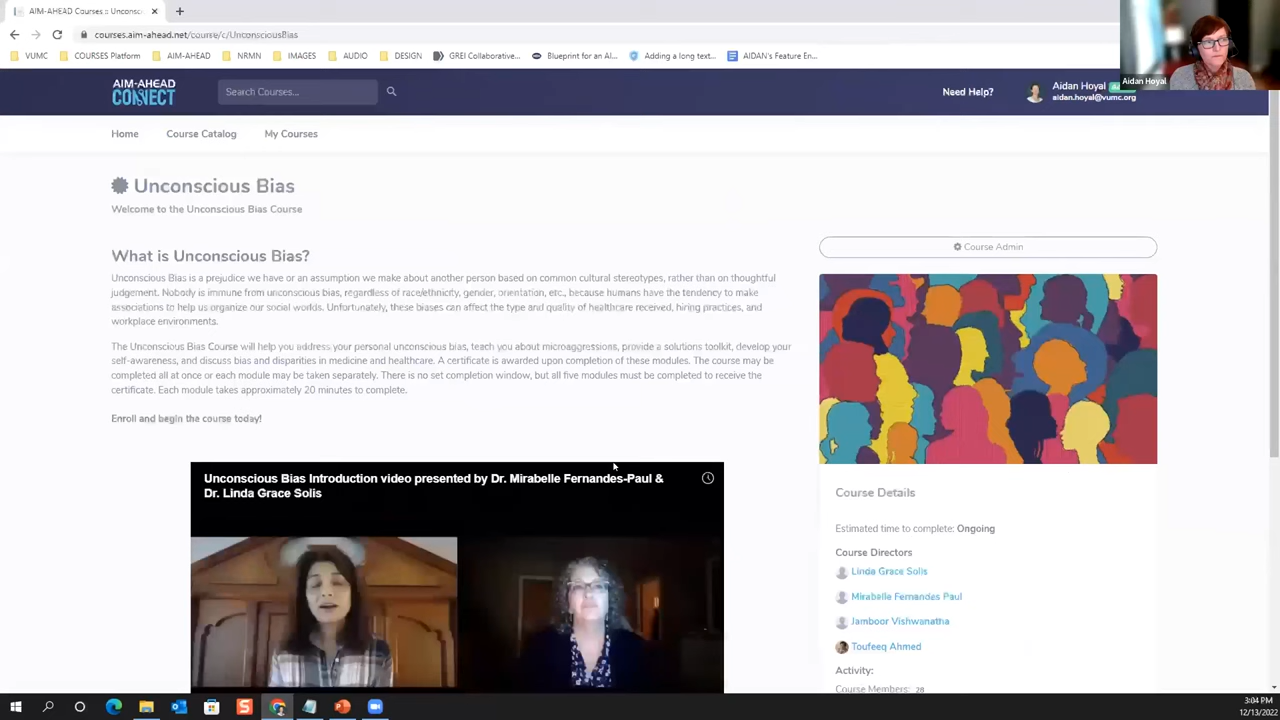 AIM-AHEAD Courses :: Unconsc
courses.aim-ahead.net/course/c/UnconsciousBias
VUMC
COURSES Platform
AIM-AHEAD
NRMN
IMAGES
AUDIO
DESIGN
GREI Collaborative...
Blueprint for an AI...
Adding a long text...
AIDAN's Feature En...
Aidan Hoyal
AIM-AHEAD
CONNECT
Search Courses...
Need Help?
Aidan Hoyal
aidan.hoyal@vumc.org
Home
Course Catalog
My Courses
Unconscious Bias
Welcome to the Unconscious Bias Course
What is Unconscious Bias?
Unconscious Bias is a prejudice we have or an assumption we make about another person based on common cultural stereotypes, rather than on thoughtful
judgement. Nobody is immune from unconscious bias, regardless of race/ethnicity, gender, orientation, etc., because humans have the tendency to make
associations to help us organize our social worlds. Unfortunately, these biases can affect the type and quality of healthcare received, hiring practices, and
workplace environments.
The Unconscious Bias Course will help you address your personal unconscious bias, teach you about microaggressions, provide a solutions toolkit, develop your
self-awareness, and discuss bias and disparities in medicine and healthcare. A certificate is awarded upon completion of these modules. The course may be
completed all at once or each module may be taken separately. There is no set completion window, but all five modules must be completed to receive the
certificate. Each module takes approximately 20 minutes to complete.
Enroll and begin the course today!
Unconscious Bias Introduction video presented by Dr. Mirabelle Fernandes-Paul &
Dr. Linda Grace Solis
Course Admin
Course Details
Estimated time to complete: Ongoing
Course Directors
Linda Grace Solis
Mirabelle Fernandes Paul
Jamboor Vishwanatha
Toufeeq Ahmed
Activity:
Course Members: 28
3:04 PM
12/13/2022